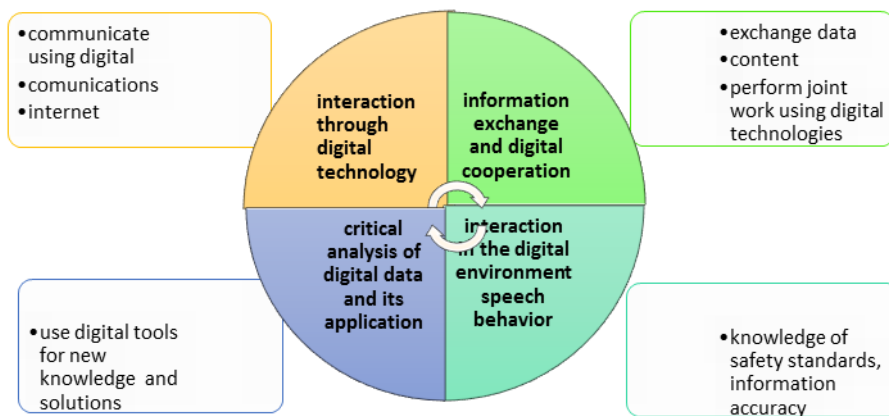 •communicate
using digital
•comunications
•internet
interaction
through
digital
technology
information
exchange
and digital
cooperation
•exchange data
•content
•perform joint
work using digital
technologies
critical
analysis of
digital data
and its
application
interaction
in the digital
environment
speech
behavior
•use digital tools
for new
knowledge and
solutions
•knowledge of
safety standards,
information
accuracy